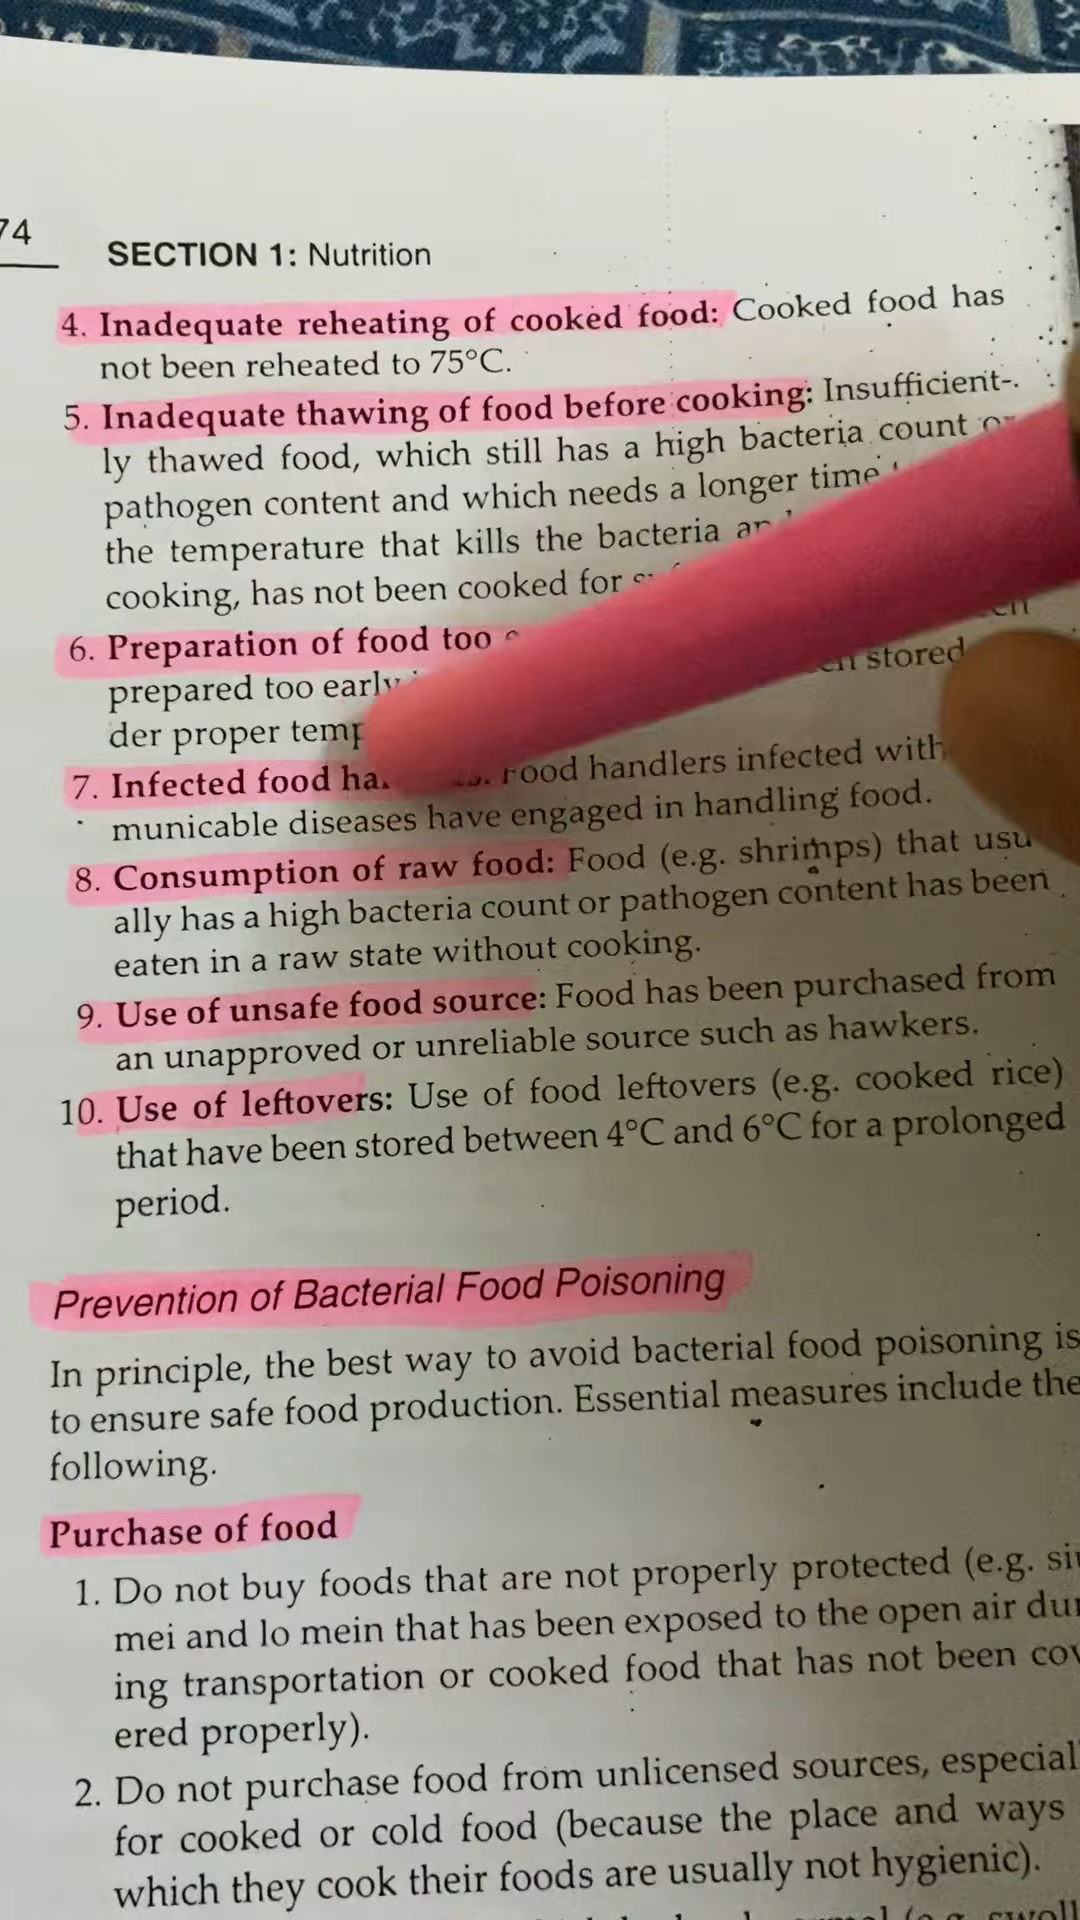 74
SECTION 1: Nutrition
4. Inadequate reheating of cooked food: Cooked food has
not been reheated to 75°C.
5. Inadequate thawing of food before cooking: Insufficient-
ly thawed food, which still has a high bacteria count
pathogen content and which needs a longer time
the temperature that kills the bacteria
cooking, has not been cooked for
6. Preparation of food too
prepared too early stored
der proper
7. Infected food Food handlers infected with
municable diseases have engaged in handling food.
8. Consumption of raw food: Food (e.g. shrimps) that usu
ally has a high bacteria count or pathogen content has been
eaten in a raw state without cooking.
9. Use of unsafe food source: Food has been purchased from
an unapproved or unreliable source such as hawkers.
10. Use of leftovers: Use of food leftovers (e.g. cooked rice)
that have been stored between 4°C and 6°C for a prolonged
period.
Prevention of Bacterial Food Poisoning
In principle, the best way to avoid bacterial food poisoning is
to ensure safe food production. Essential measures include the
following.
Purchase of food
1. Do not buy foods that are not properly protected (e.g.
mei and lo mein that has been exposed to the open air
ing transportation or cooked food that has not been
ered properly).
2. Do not purchase food from unlicensed sources,
for cooked or cold food (because the place and ways
which they cook their foods are usually not hygienic).